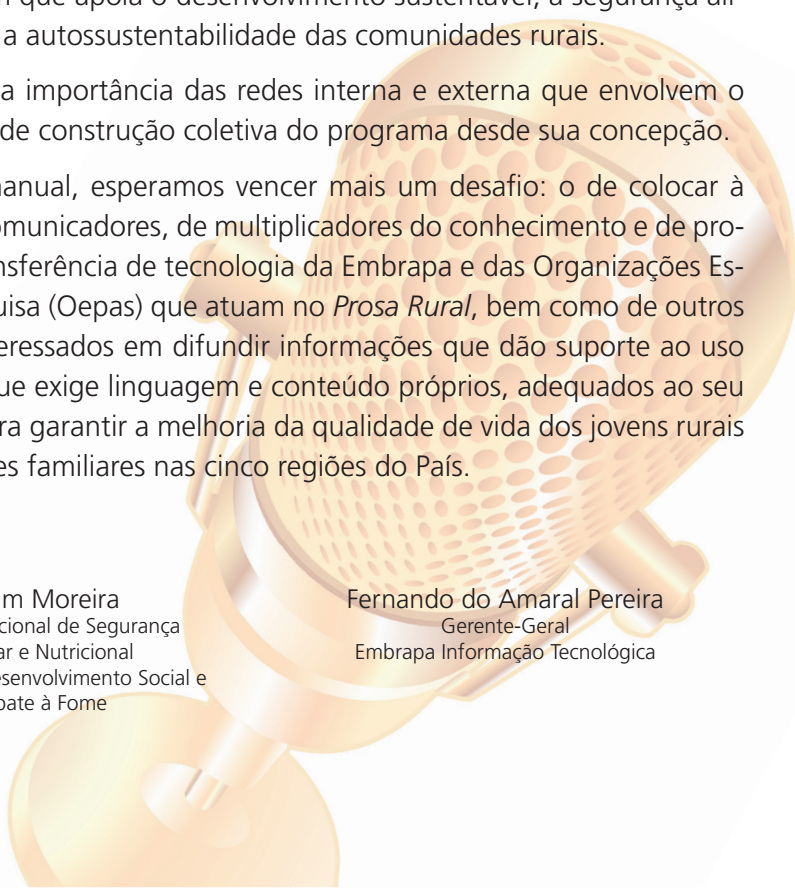 que apoia o desenvolvimento sustentável, a segurança ali-
a autossustentabilidade das comunidades rurais.
a importância das redes interna e externa que envolvem o
de construção coletiva do programa desde sua concepção.
anual, esperamos vencer mais um desafio: o de colocar à
omunicadores, de multiplicadores do conhecimento e de pro-
nsferência de tecnologia da Embrapa e das Organizações Es-
uisa (Oepas) que atuam no Prosa Rural, bem como de outros
eressados em difundir informações que dão suporte ao uso
ue exige linguagem e conteúdo próprios, adequados ao seu
ra garantir a melhoria da qualidade de vida dos jovens rurais
es familiares nas cinco regiões do País.
m Moreira
cional de Segurança
ar e Nutricional
esenvolvimento Social e
bate à Fome
Fernando do Amaral Pereira
Gerente-Geral
Embrapa Informação Tecnológica